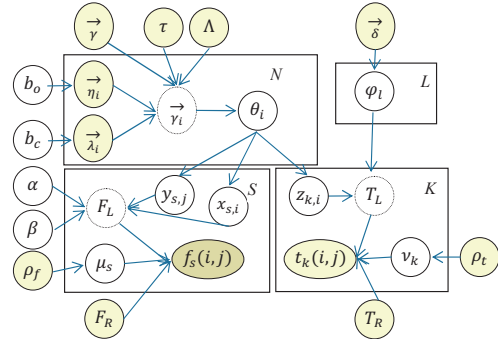 γ⃗ τ Λ δ⃗
N L
b_o η⃗_i γ⃗_i θ_i φ_l
b_c λ⃗_i
α S K
F_L y_{s,j} x_{s,i} z_{k,i} T_L
β
ρ_f μ_s f_s(i,j) t_k(i,j) ν_k ρ_t
F_R T_R